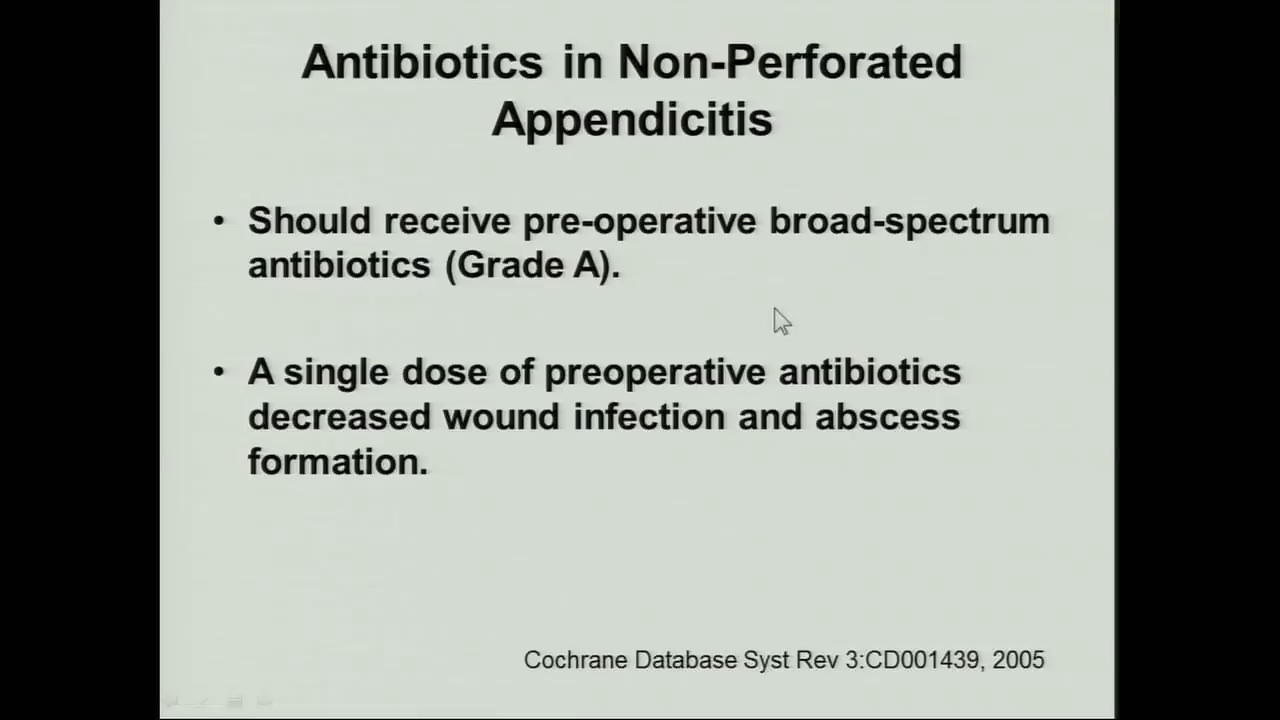 Antibiotics in Non-Perforated
Appendicitis
• Should receive pre-operative broad-spectrum
antibiotics (Grade A).
• A single dose of preoperative antibiotics
decreased wound infection and abscess
formation.
Cochrane Database Syst Rev 3:CD001439, 2005